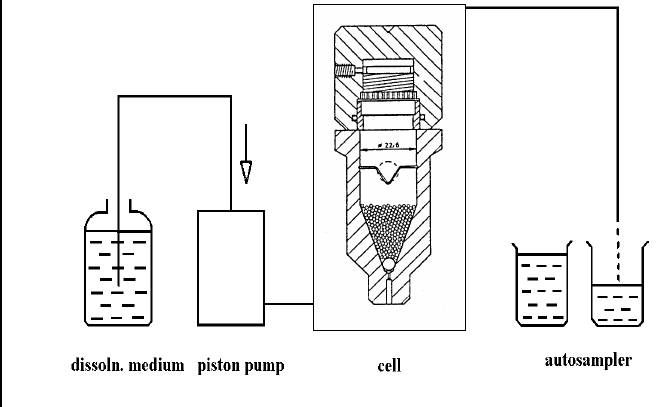 ø 22,6
dissoln. medium
piston pump
cell
autosampler